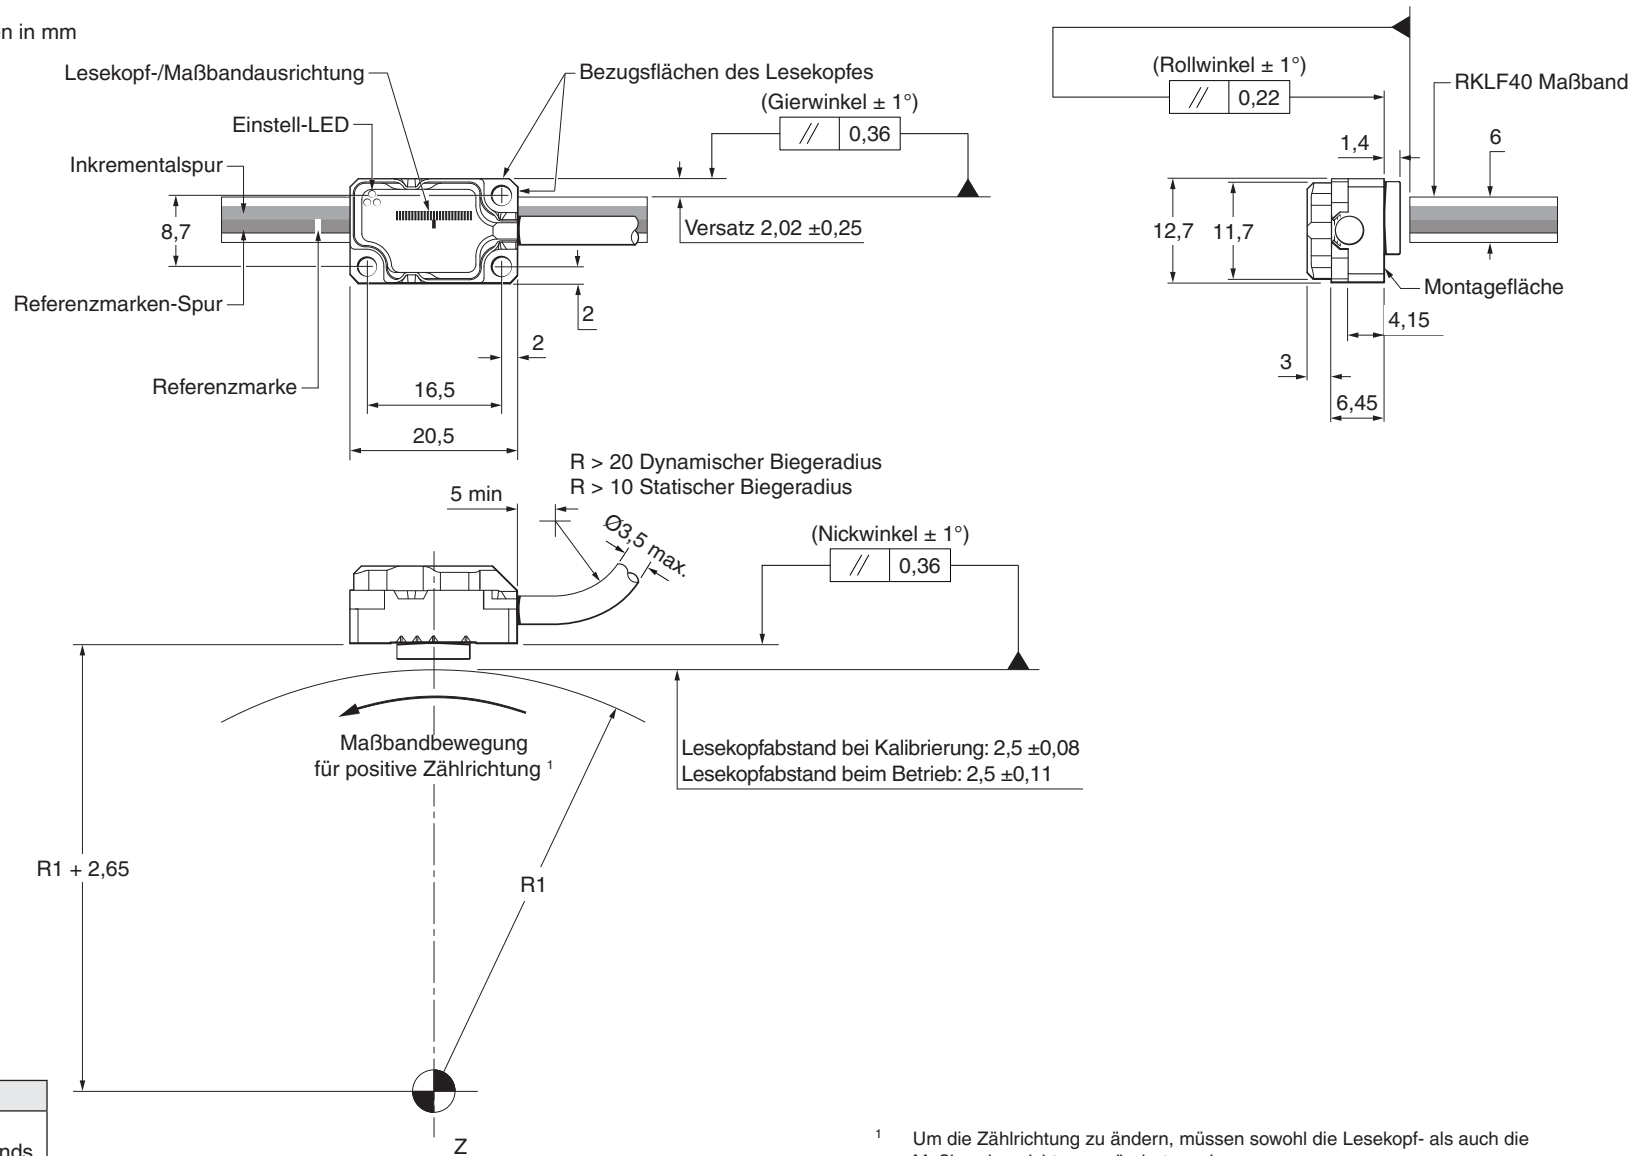 n in mm
Lesekopf-/Maßbandausrichtung
Bezugsflächen des Lesekopfes
(Gierwinkel ± 1°)
// 0,36
Einstell-LED
Inkrementalspur
8,7
Versatz 2,02 ±0,25
Referenzmarken-Spur
2
2
Referenzmarke
16,5
20,5
(Rollwinkel ± 1°)
// 0,22
RKLF40 Maßband
1,4
6
12,7
11,7
Montagefläche
4,15
3
6,45
R > 20 Dynamischer Biegeradius
R > 10 Statischer Biegeradius
5 min
Ø3,5 max.
(Nickwinkel ± 1°)
// 0,36
Maßbandbewegung
für positive Zählrichtung ¹
Lesekopfabstand bei Kalibrierung: 2,5 ±0,08
Lesekopfabstand beim Betrieb: 2,5 ±0,11
R1 + 2,65
R1
Z
nds
¹ Um die Zählrichtung zu ändern, müssen sowohl die Lesekopf- als auch die